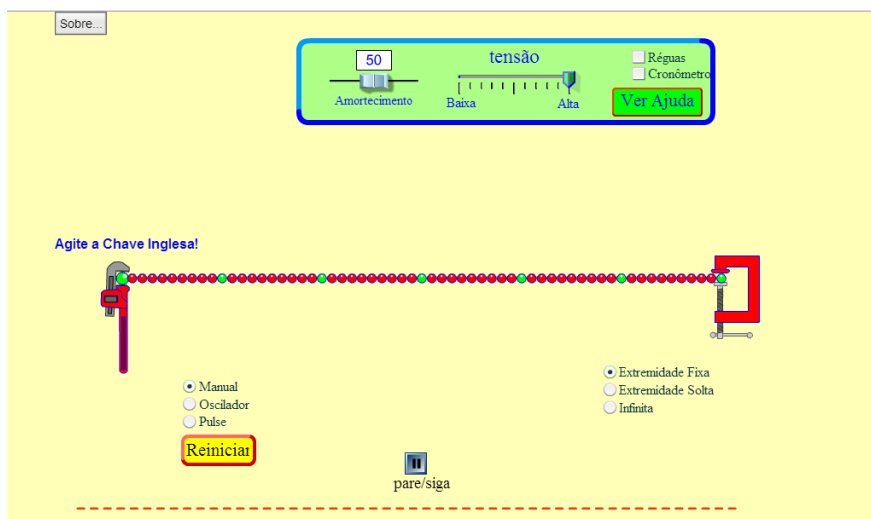 Sobre...
50
tensão
Amortecimento
Baixa
Alta
Réguas
Cronômetro
Ver Ajuda
Agite a Chave Inglesa!
Manual
Oscilador
Pulse
Reiniciar
Extremidade Fixa
Extremidade Solta
Infinita
pare/siga